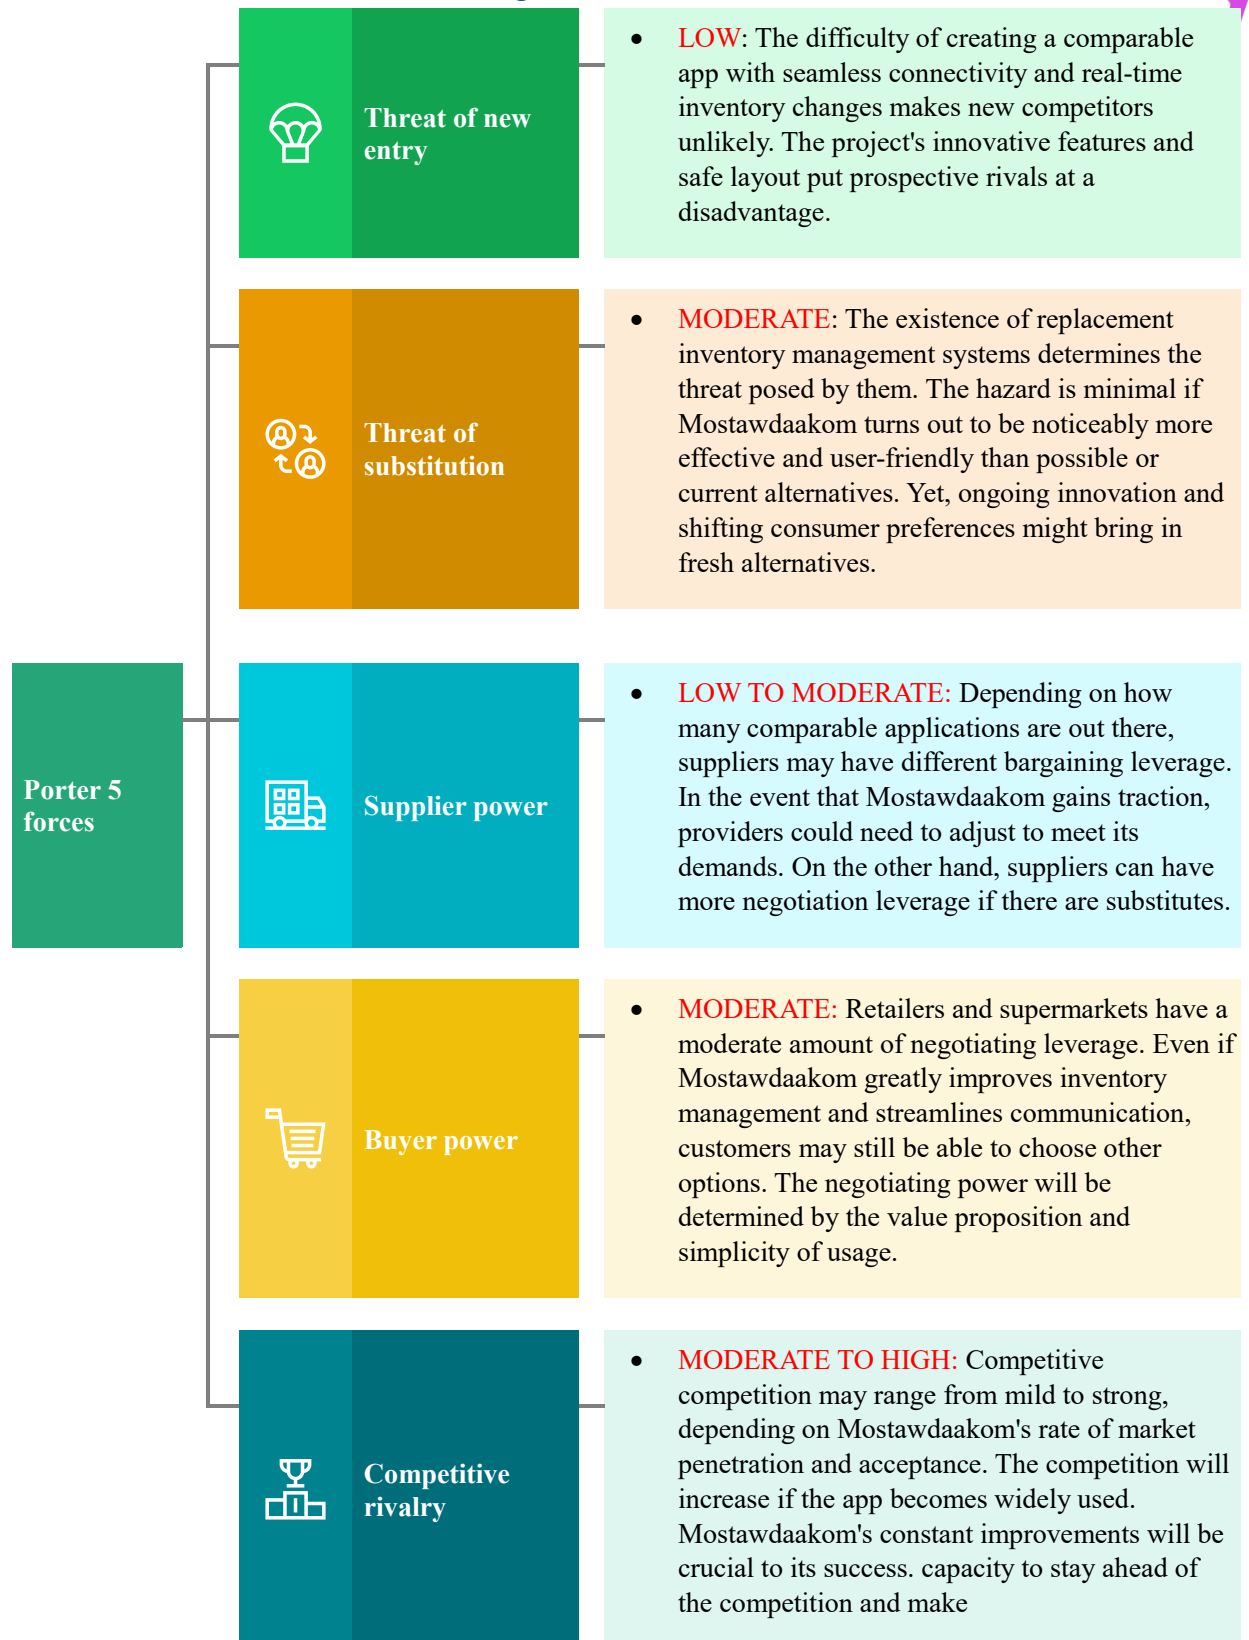 Threat of new
entry
LOW: The difficulty of creating a comparable
app with seamless connectivity and real-time
inventory changes makes new competitors
unlikely. The project's innovative features and
safe layout put prospective rivals at a
disadvantage.
Threat of
substitution
MODERATE: The existence of replacement
inventory management systems determines the
threat posed by them. The hazard is minimal if
Mostawdaakom turns out to be noticeably more
effective and user-friendly than possible or
current alternatives. Yet, ongoing innovation and
shifting consumer preferences might bring in
fresh alternatives.
Porter 5
forces
Supplier power
LOW TO MODERATE: Depending on how
many comparable applications are out there,
suppliers may have different bargaining leverage.
In the event that Mostawdaakom gains traction,
providers could need to adjust to meet its
demands. On the other hand, suppliers can have
more negotiation leverage if there are substitutes.
Buyer power
MODERATE: Retailers and supermarkets have a
moderate amount of negotiating leverage. Even if
Mostawdaakom greatly improves inventory
management and streamlines communication,
customers may still be able to choose other
options. The negotiating power will be
determined by the value proposition and
simplicity of usage.
Competitive
rivalry
MODERATE TO HIGH: Competitive
competition may range from mild to strong,
depending on Mostawdaakom's rate of market
penetration and acceptance. The competition will
increase if the app becomes widely used.
Mostawdaakom's constant improvements will be
crucial to its success. capacity to stay ahead of
the competition and make